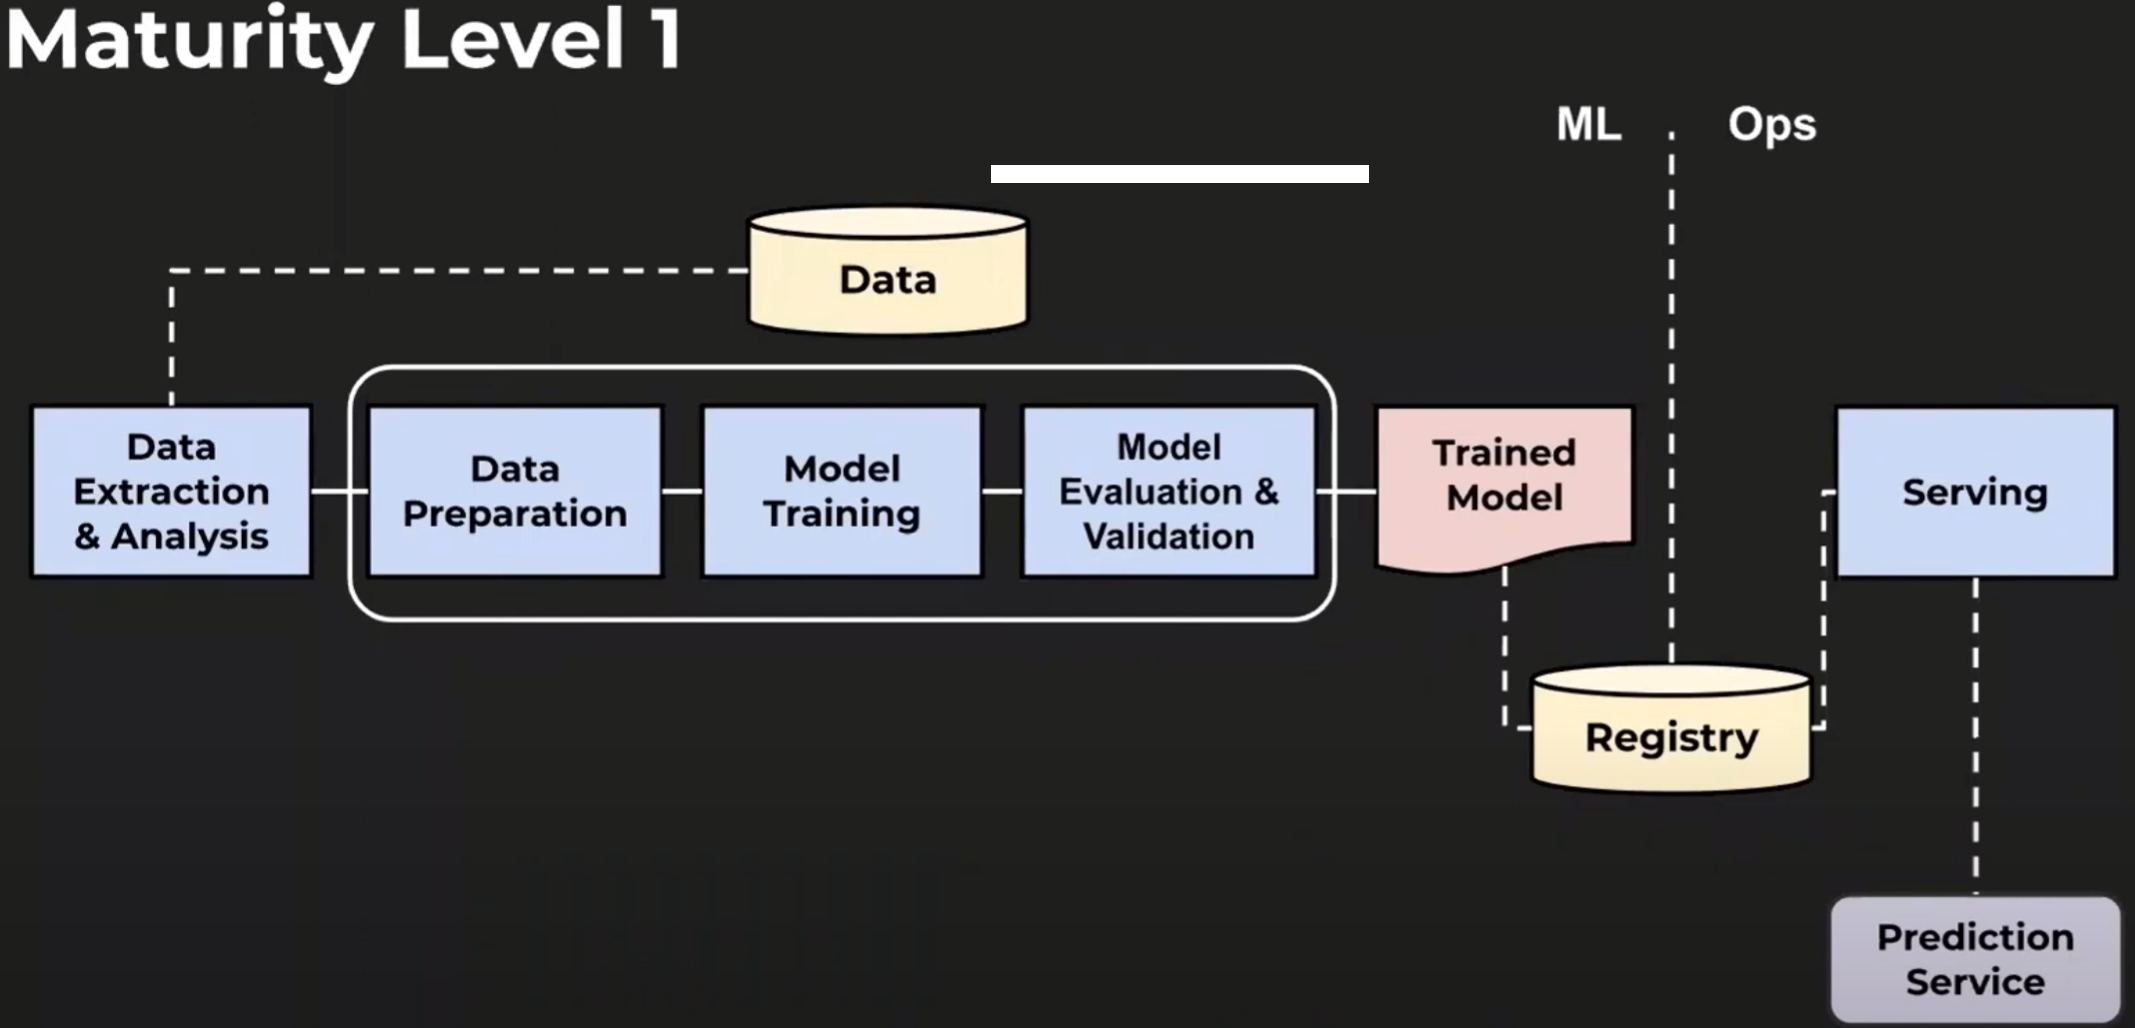 Maturity Level 1
ML
Ops
Data
Data
Extraction
& Analysis
Data
Preparation
Model
Training
Model
Evaluation &
Validation
Trained
Model
Serving
Registry
Prediction
Service